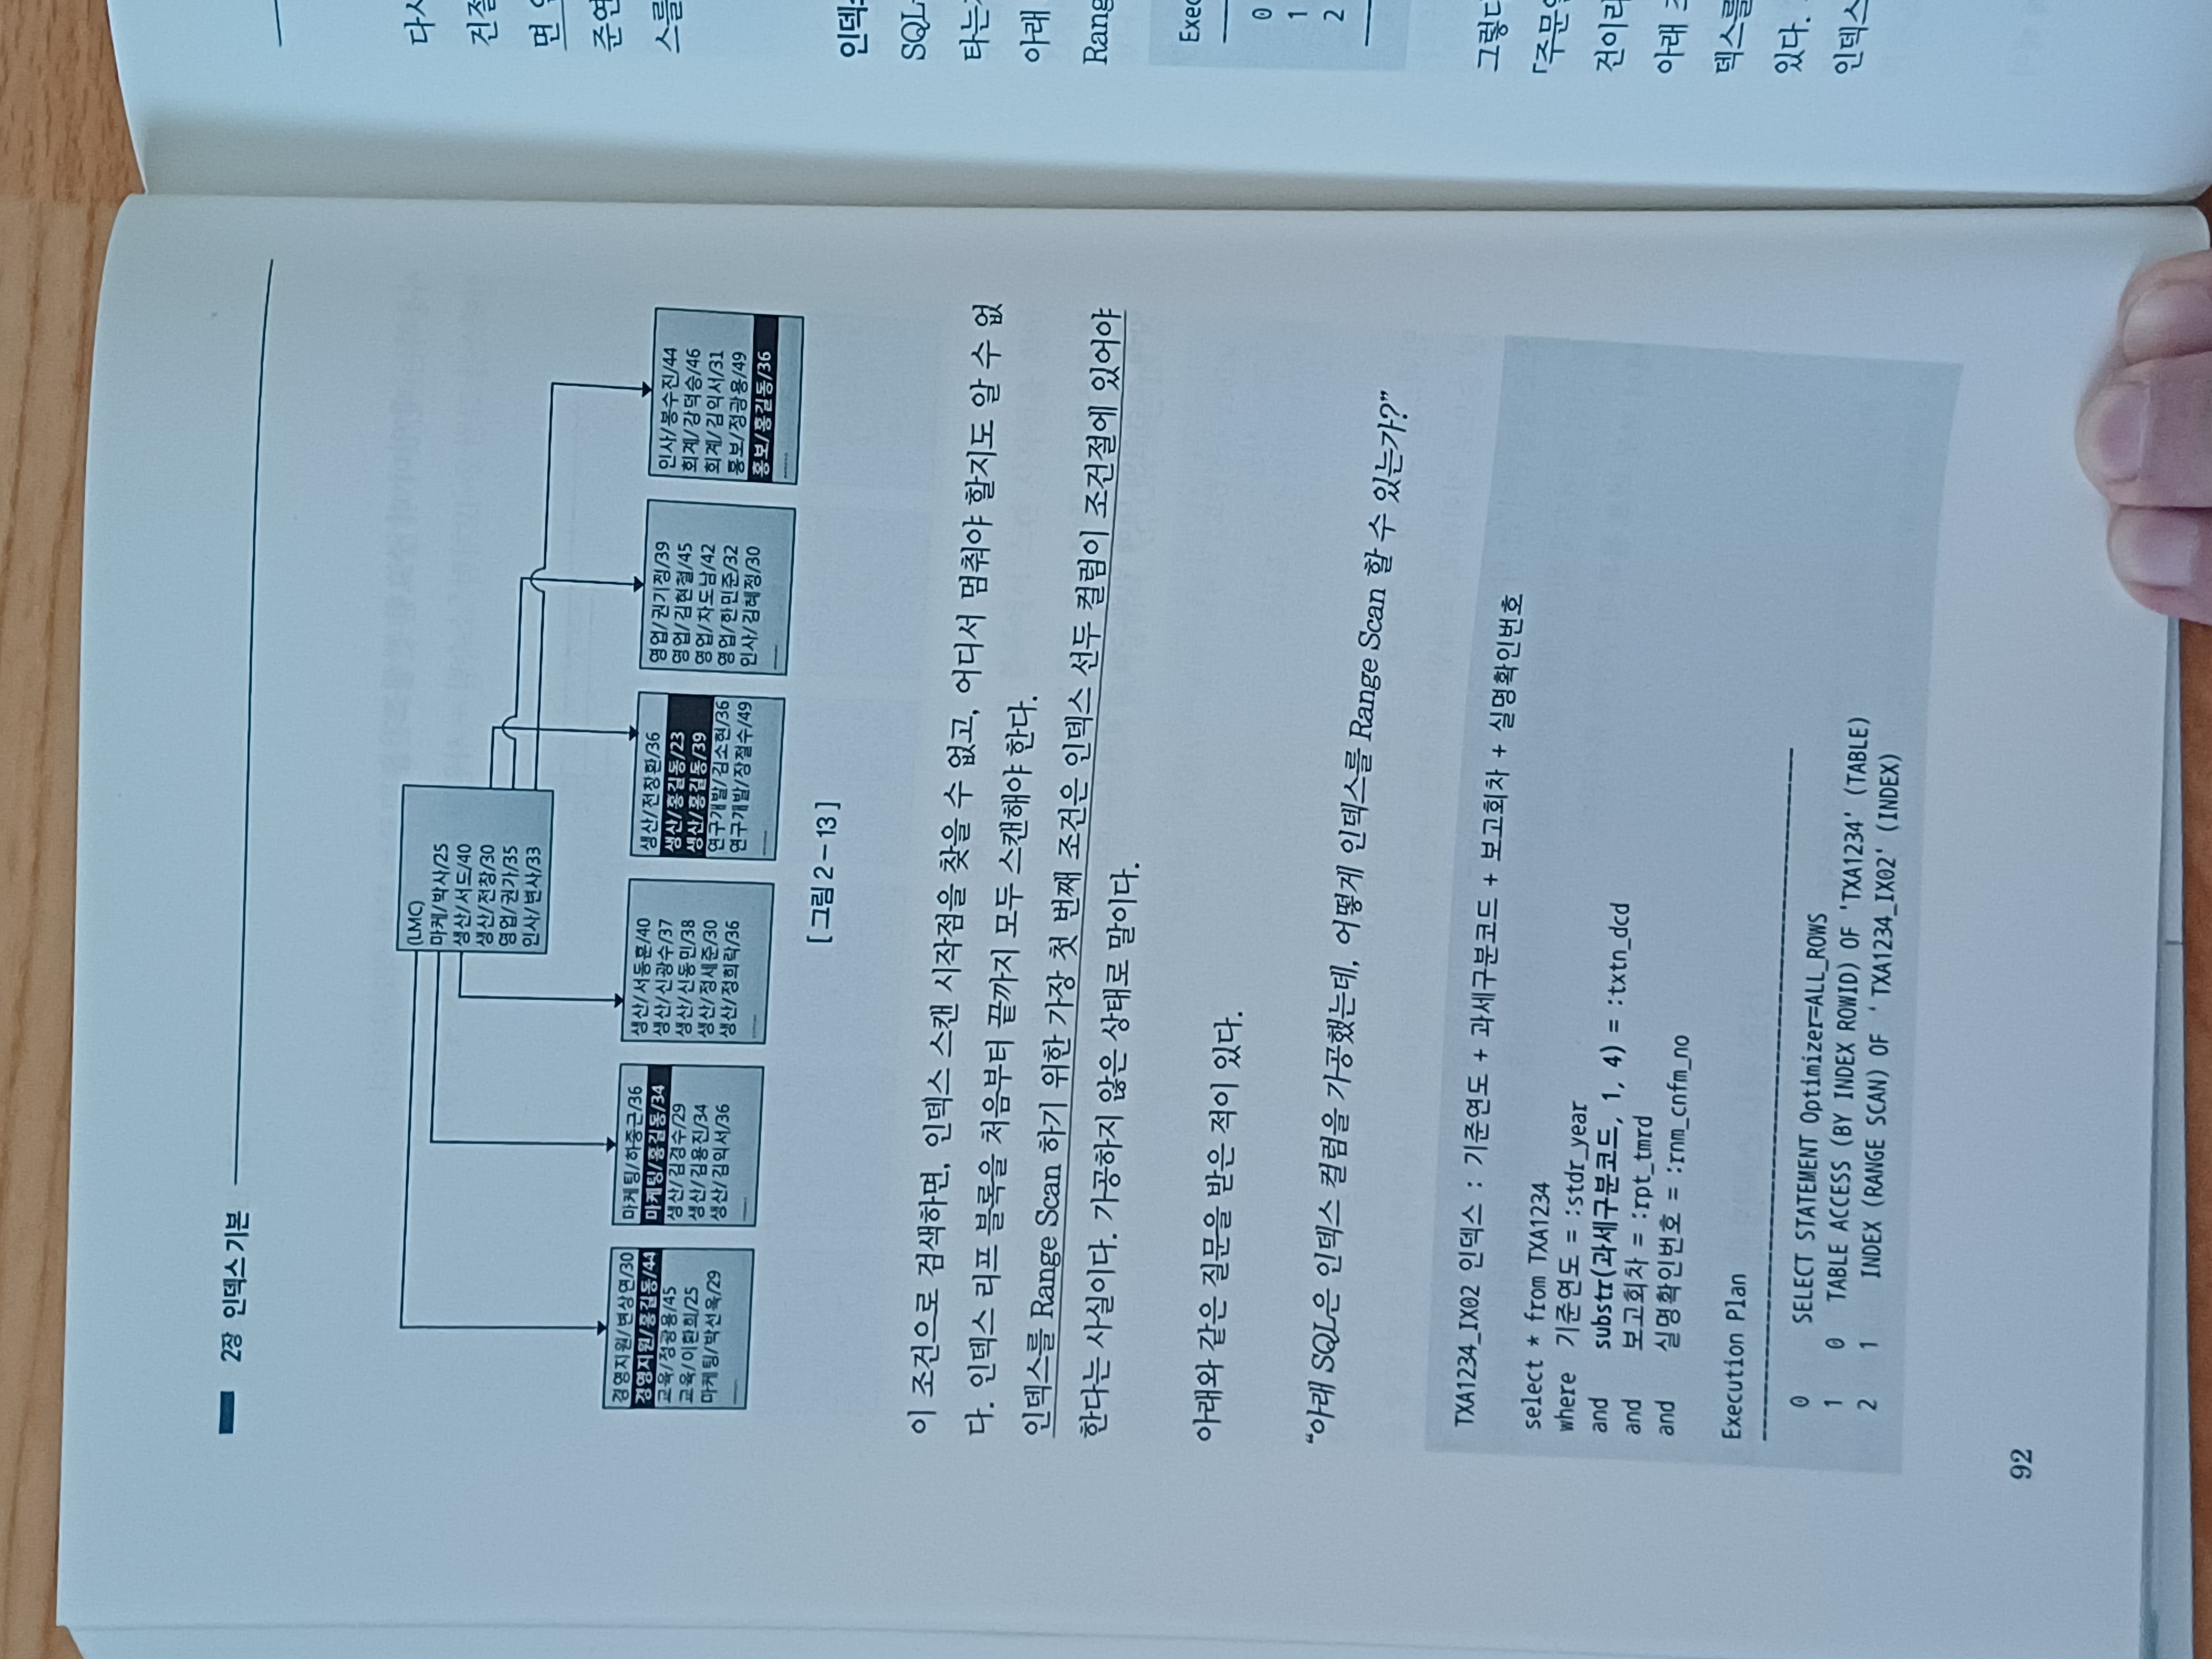 2장 인덱스 기본
(LMC)
마케/박사/25
생산/서드/40
생산/전창/30
영업/권가/35
인사/변사/33
경영지원/변상연/30
경영지원/홍길동/44
교육/정광용/45
교육/이환희/25
마케팅/박선욱/29
마케팅/하중근/36
마케팅/홍길동/34
생산/김경수/29
생산/김용진/34
생산/김익서/36
생산/서동훈/40
생산/신광수/37
생산/신동민/38
생산/정세준/30
생산/정희락/36
생산/전창환/36
생산/홍길동/23
생산/홍길동/39
연구개발/김소현/36
연구개발/장철수/49
영업/권기정/39
영업/김현철/45
영업/차도남/42
영업/한민준/32
인사/김혜정/30
인사/봉수진/44
회계/강덕승/46
회계/김익서/31
홍보/정광용/49
홍보/홍길동/36
[ 그림 2 – 13 ]
이 조건으로 검색하면, 인덱스 스캔 시작점을 찾을 수 없고, 어디서 멈춰야 할지도 알 수 없
다. 인덱스 리프 블록을 처음부터 끝까지 모두 스캔해야 한다.
인덱스를 Range Scan 하기 위한 가장 첫 번째 조건은 인덱스 선두 컬럼이 조건절에 있어야
한다는 사실이다. 가공하지 않은 상태로 말이다.
아래와 같은 질문을 받은 적이 있다.
“아래 SQL은 인덱스 컬럼을 가공했는데, 어떻게 인덱스를 Range Scan 할 수 있는가?”
TXA1234_IX02 인덱스 : 기준연도 + 과세구분코드 + 보고회차 + 실명확인번호
select * from TXA1234
where 기준연도 = :stdr_year
and substr(과세구분코드, 1, 4) = :txtn_dcd
and 보고회차 = :rpt_tmrd
and 실명확인번호 = :rnm_cnfm_no
Execution Plan
0 SELECT STATEMENT Optimizer=ALL_ROWS
1 0 TABLE ACCESS (BY INDEX ROWID) OF 'TXA1234' (TABLE)
2 1 INDEX (RANGE SCAN) OF 'TXA1234_IX02' (INDEX)
92
건절
면
준연
스를
SQL
아래
0
1
2
아래
있다.
인덱스